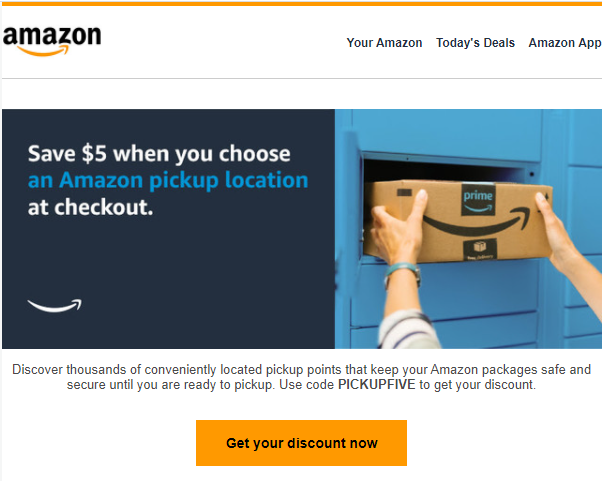 amazon
Your Amazon Today's Deals Amazon App
Save $5 when you choose
an Amazon pickup location
at checkout.
prime
Discover thousands of conveniently located pickup points that keep your Amazon packages safe and
secure until you are ready to pickup. Use code PICKUPFIVE to get your discount.
Get your discount now